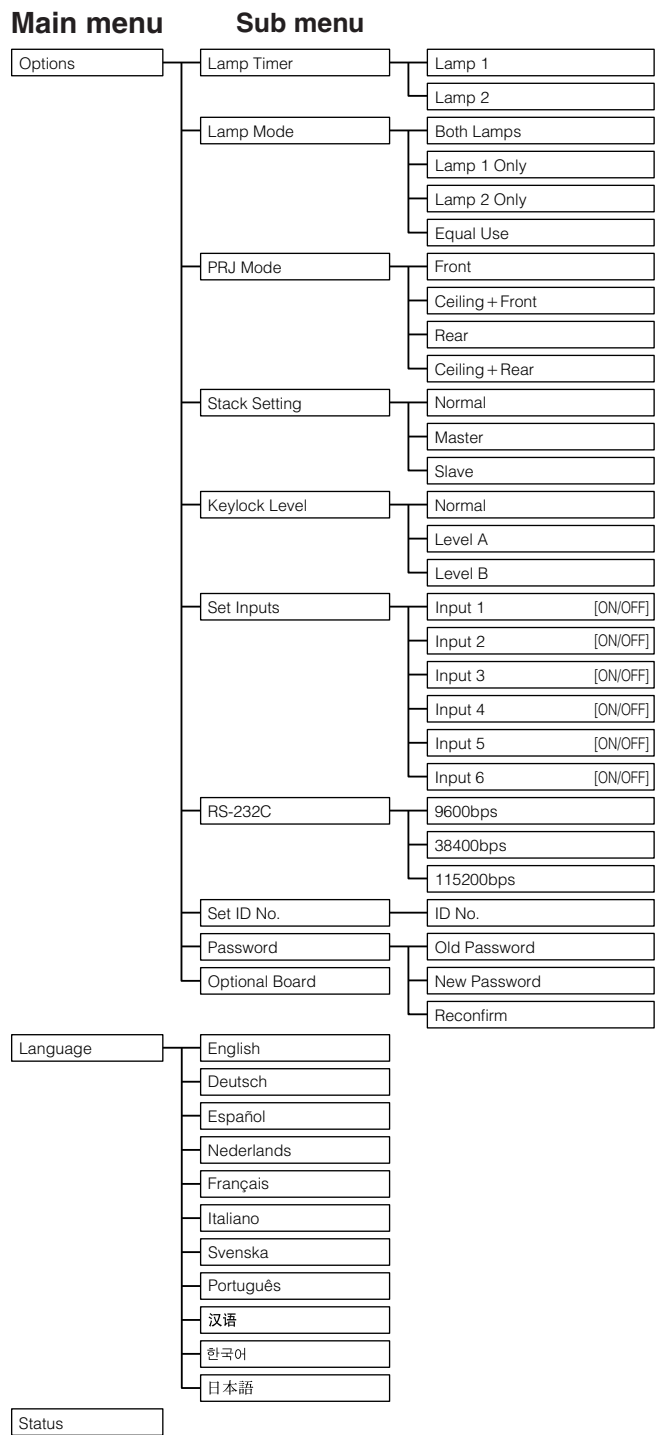 Main menu Sub menu
Options Lamp Timer Lamp 1
Lamp 2
Lamp Mode Both Lamps
Lamp 1 Only
Lamp 2 Only
Equal Use
PRJ Mode Front
Ceiling+Front
Rear
Ceiling+Rear
Stack Setting Normal
Master
Slave
Keylock Level Normal
Level A
Level B
Set Inputs Input 1 [ON/OFF]
Input 2 [ON/OFF]
Input 3 [ON/OFF]
Input 4 [ON/OFF]
Input 5 [ON/OFF]
Input 6 [ON/OFF]
RS-232C 9600bps
38400bps
115200bps
Set ID No. ID No.
Password Old Password
Optional Board New Password
Reconfirm
Language English
Deutsch
Español
Nederlands
Français
Italiano
Svenska
Português
汉语
한국어
日本語
Status